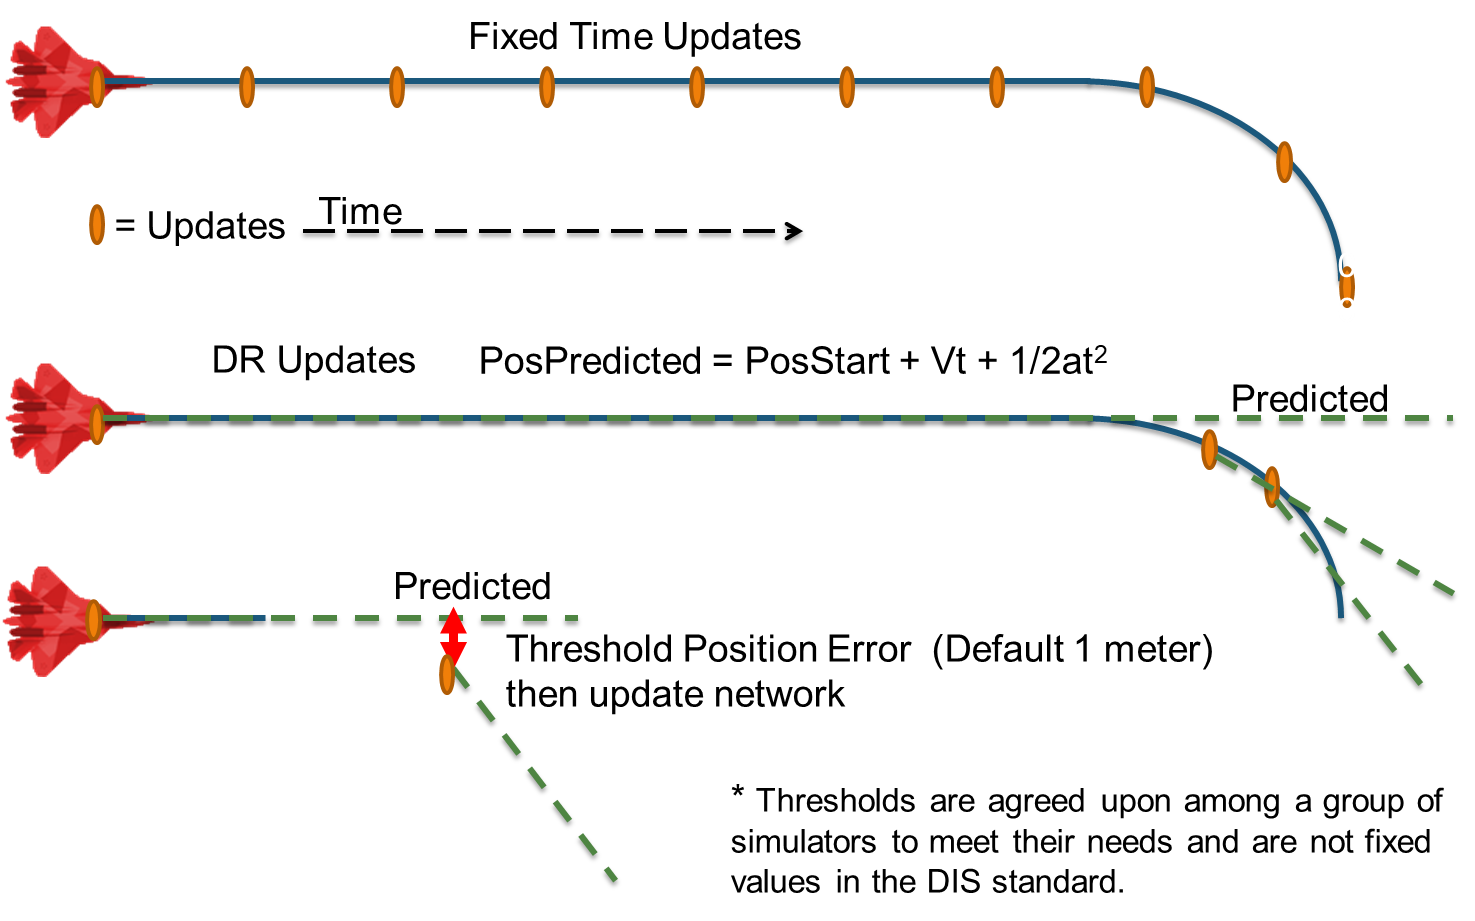 Fixed Time Updates
= Updates
Time
DR Updates
PosPredicted = PosStart + Vt + 1/2at²
Predicted
Predicted
Threshold Position Error (Default 1 meter)
then update network
* Thresholds are agreed upon among a group of
simulators to meet their needs and are not fixed
values in the DIS standard.